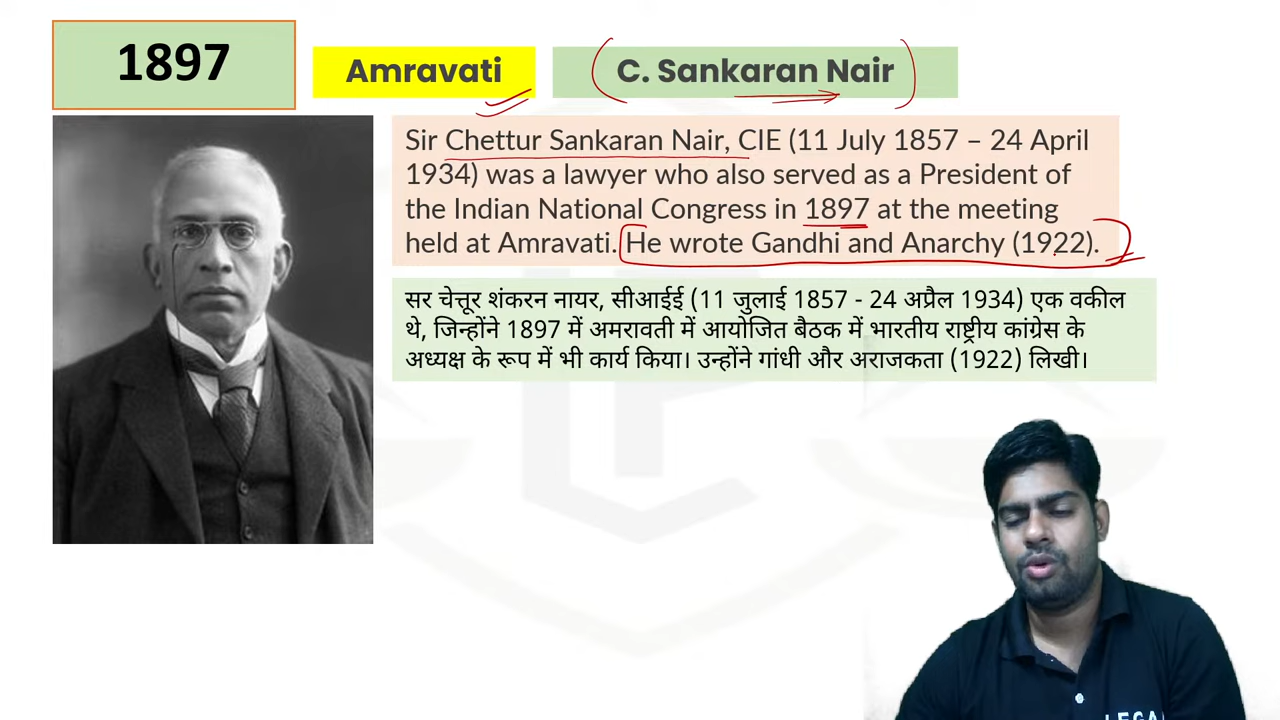 1897
Amravati
C. Sankaran Nair
Sir Chettur Sankaran Nair, CIE (11 July 1857 – 24 April
1934) was a lawyer who also served as a President of
the Indian National Congress in 1897 at the meeting
held at Amravati. He wrote Gandhi and Anarchy (1922).
सर चेत्तूर शंकरन नायर, सीआईई (11 जुलाई 1857 - 24 अप्रैल 1934) एक वकील
थे, जिन्होंने 1897 में अमरावती में आयोजित बैठक में भारतीय राष्ट्रीय कांग्रेस के
अध्यक्ष के रूप में भी कार्य किया। उन्होंने गांधी और अराजकता (1922) लिखी।